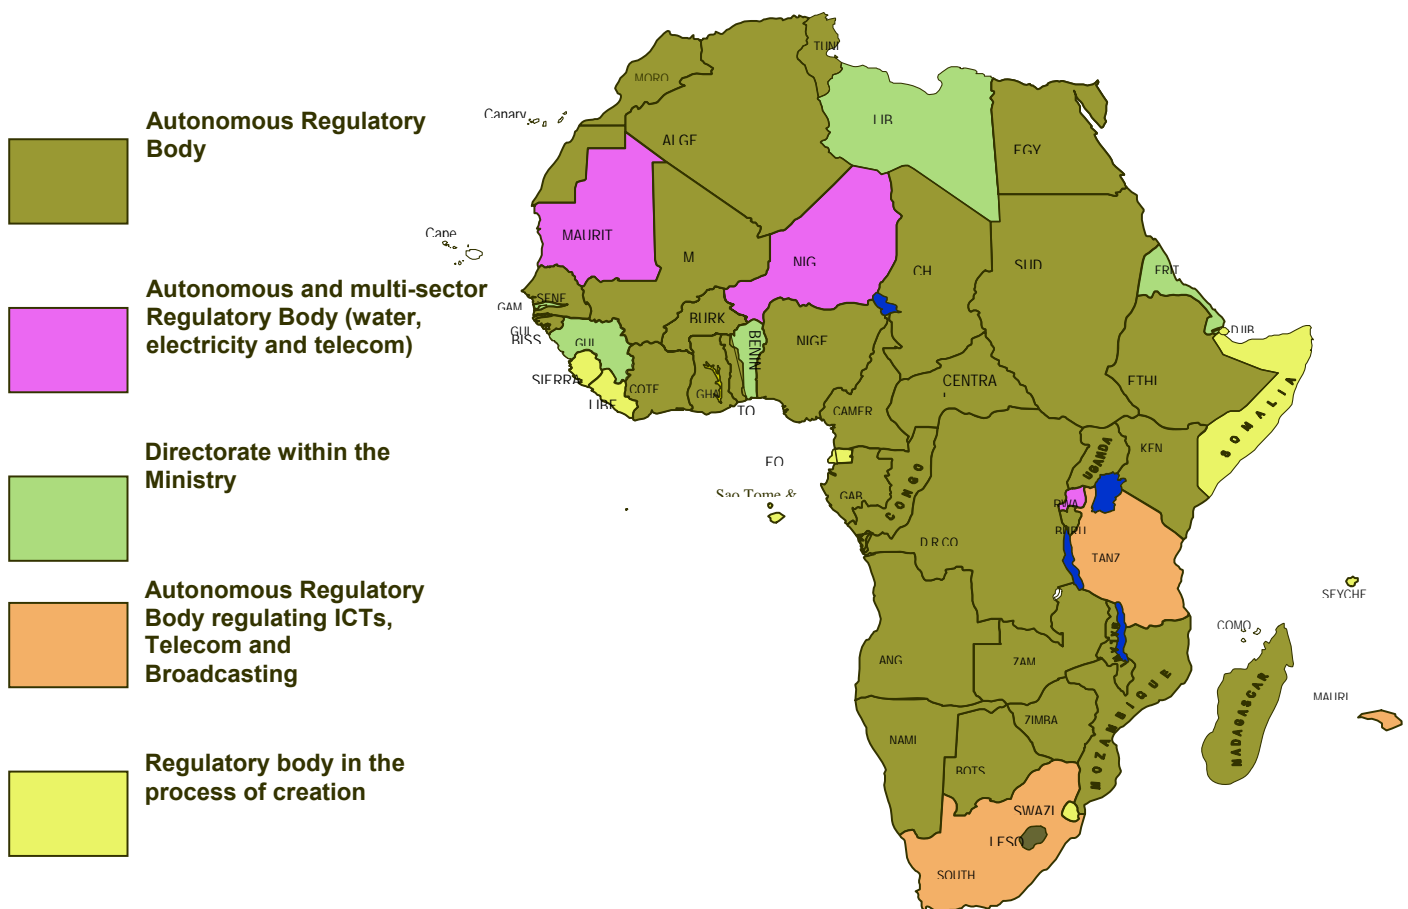 Autonomous Regulatory
Body
Autonomous and multi-sector
Regulatory Body (water,
electricity and telecom)
Directorate within the
Ministry
Autonomous Regulatory
Body regulating ICTs,
Telecom and
Broadcasting
Regulatory body in the
process of creation
TUNI
MORO
Canary
ALGE
LIB
EGY
Cape
MAURIT
M
NIG
CH
SUD
ERIT
GAM
SENE
BURK
BENIN
NIGE
DJIB
GUI
BISS
GUI
SIERRA
COTE
GHA
TO
LIBE
CAMER
CENTRA
ETHI
SOMALIA
UGANDA
KEN
EQ
GAB
CONGO
Sao Tome &
RWA
BURU
D.R.CO
TANZ
SEYCHE
COMO
ANG
ZAM
MOZAMBIQUE
MADAGASCAR
MAURI
ZIMBA
NAMI
BOTS
SWAZI
LESO
SOUTH